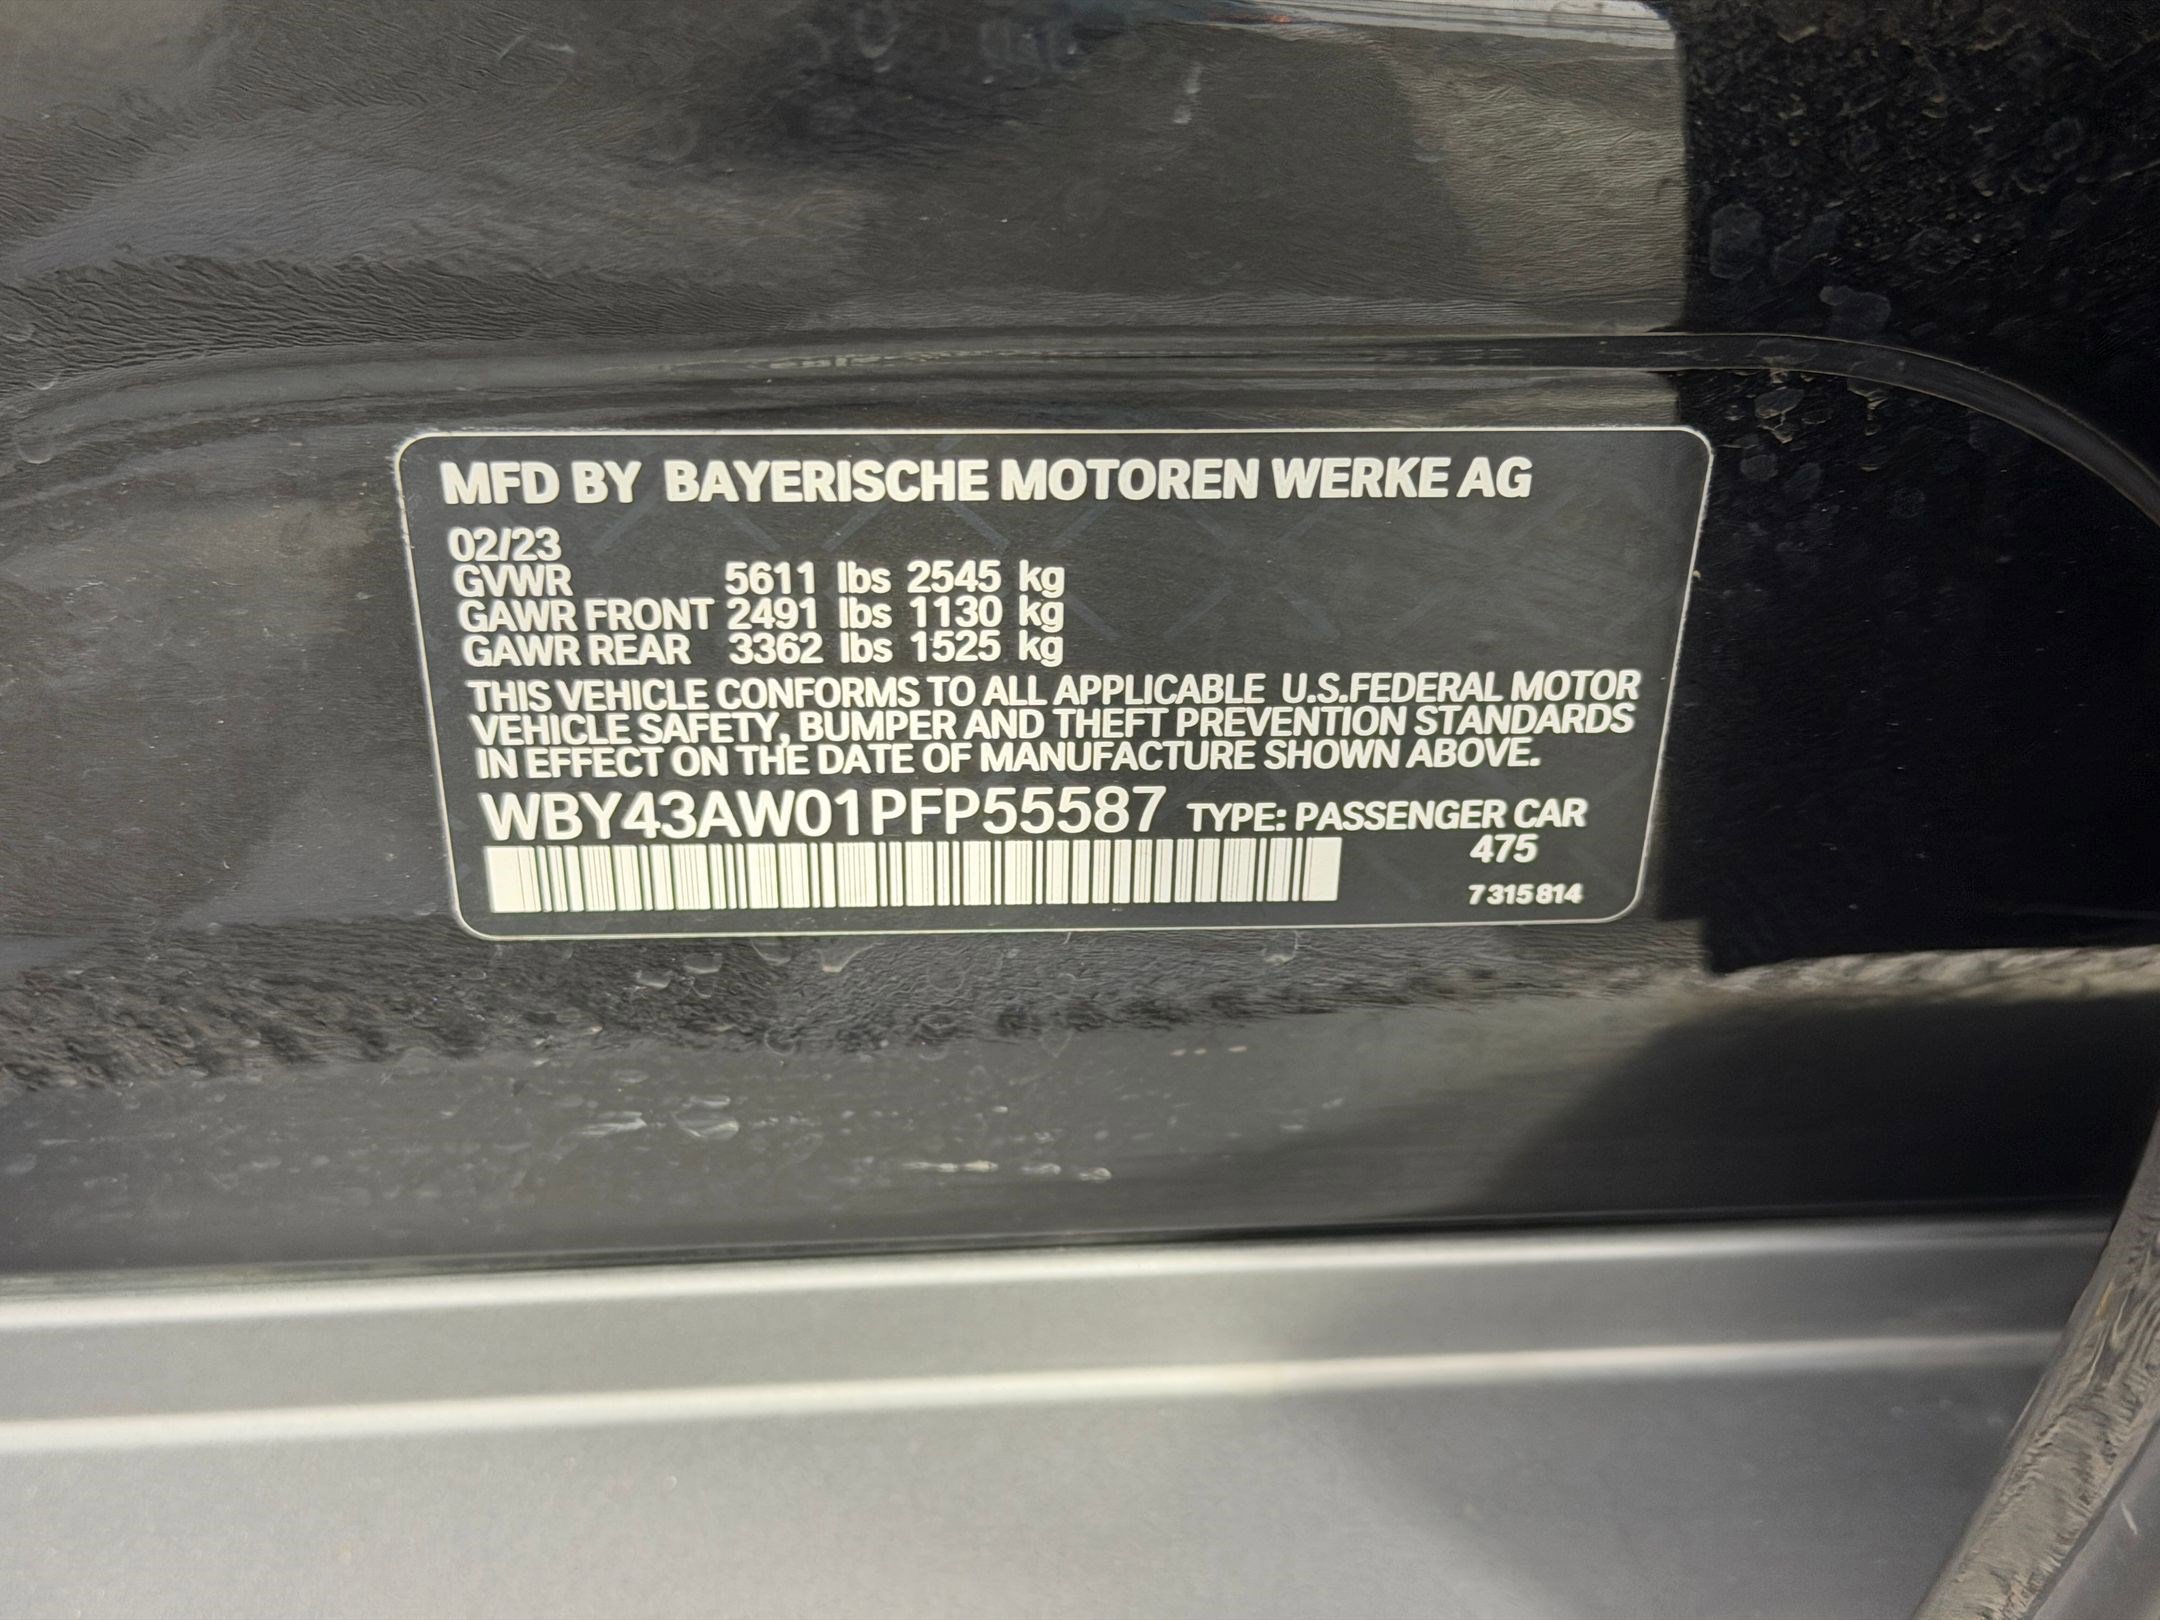 MFD BY BAYERISCHE MOTOREN WERKE AG
02/23
GVWR 5611 lbs 2545 kg
GAWR FRONT 2491 lbs 1130 kg
GAWR REAR 3362 lbs 1525 kg
THIS VEHICLE CONFORMS TO ALL APPLICABLE U.S.FEDERAL MOTOR
VEHICLE SAFETY, BUMPER AND THEFT PREVENTION STANDARDS
IN EFFECT ON THE DATE OF MANUFACTURE SHOWN ABOVE.
WBY43AW01PFP55587 TYPE: PASSENGER CAR
475
7 315 814